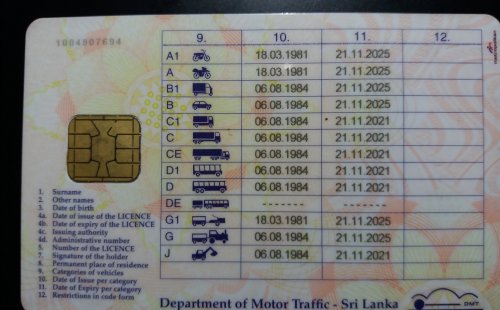 1084907694
9. 10. 11. 12.
A1 18.03.1981 21.11.2025
A 18.03.1981 21.11.2025
B1 06.08.1984 21.11.2025
B 06.08.1984 21.11.2025
C1 06.08.1984 21.11.2021
C 06.08.1984 21.11.2021
CE 06.08.1984 21.11.2021
D1 06.08.1984 21.11.2021
D 06.08.1984 21.11.2021
DE ------- -------
G1 18.03.1981 21.11.2025
G 06.08.1984 21.11.2025
J 06.08.1984 21.11.2021
1. Surname
2. Other names
3. Date of birth
4a. Date of issue of the LICENCE
4b. Date of expiry of the LICENCE
4c. Issuing authority
4d. Administrative number
5. Number of the LICENCE
7. Signature of the holder
8. Permanent place of residence
9. Categories of vehicles
10. Date of Issue per category
11. Date of Expiry per category
12. Restrictions in code form
Department of Motor Traffic - Sri Lanka
DMT